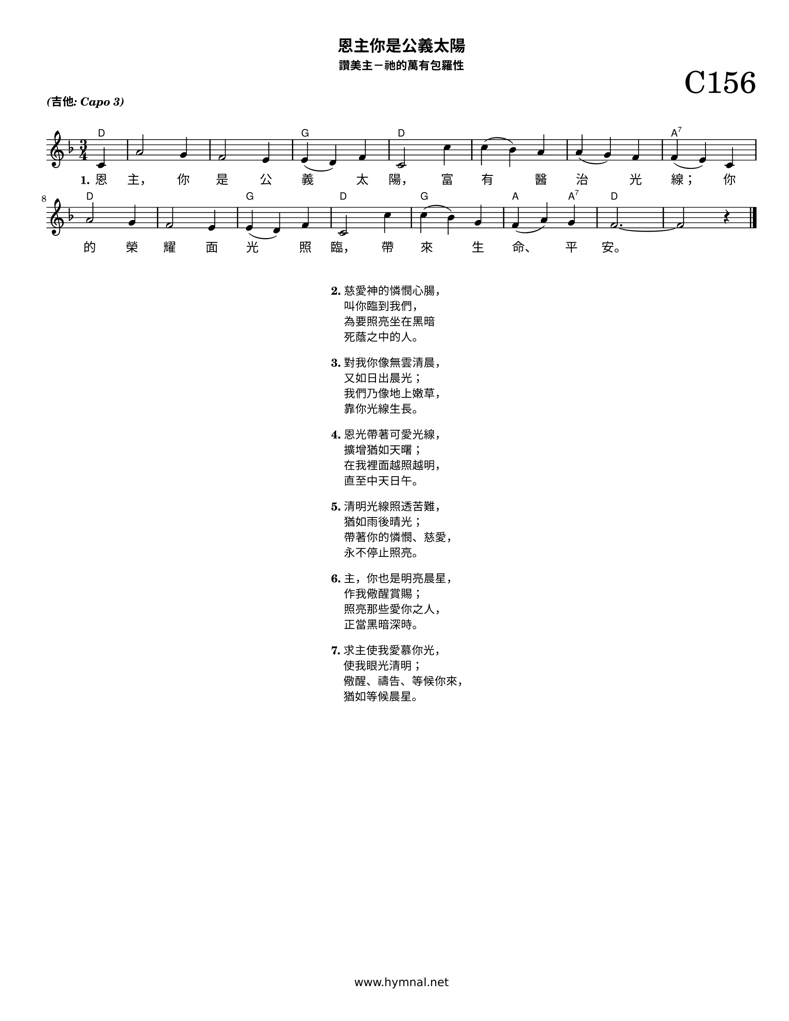 恩主你是公義太陽
讚美主－祂的萬有包羅性
C156
(吉他: Capo 3)
D G D A7
1. 恩 主， 你 是 公 義 太 陽， 富 有 醫 治 光 線； 你
8 D G D G A A7 D
的 榮 耀 面 光 照 臨， 帶 來 生 命、 平 安。
2. 慈愛神的憐憫心腸，
叫你臨到我們，
為要照亮坐在黑暗
死蔭之中的人。
3. 對我你像無雲清晨，
又如日出晨光；
我們乃像地上嫩草，
靠你光線生長。
4. 恩光帶著可愛光線，
擴增猶如天曙；
在我裡面越照越明，
直至中天日午。
5. 清明光線照透苦難，
猶如雨後晴光；
帶著你的憐憫、慈愛，
永不停止照亮。
6. 主，你也是明亮晨星，
作我儆醒賞賜；
照亮那些愛你之人，
正當黑暗深時。
7. 求主使我愛慕你光，
使我眼光清明；
儆醒、禱告、等候你來，
猶如等候晨星。
www.hymnal.net